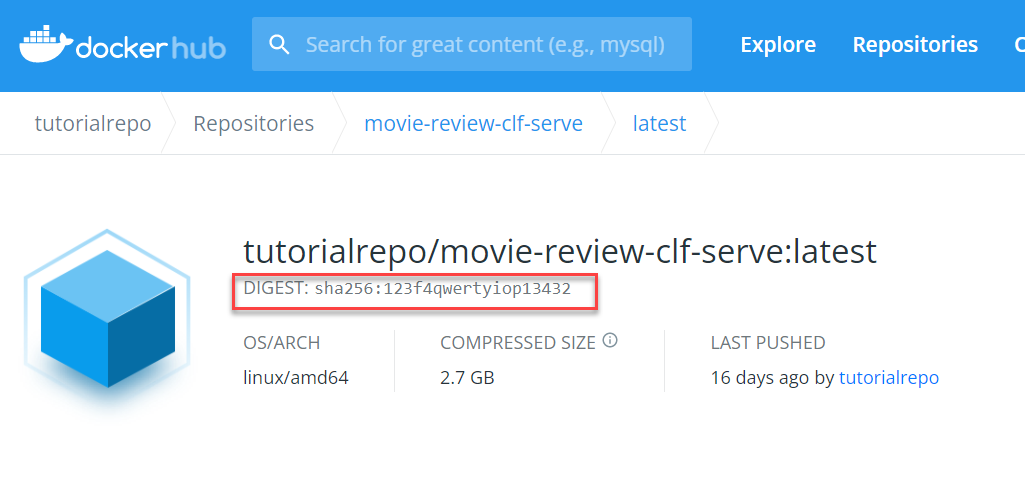 docker hub Search for great content (e.g., mysql) Explore Repositories
tutorialrepo Repositories movie-review-clf-serve latest
tutorialrepo/movie-review-clf-serve:latest
DIGEST: sha256:123f4qwertyiop13432
OS/ARCH COMPRESSED SIZE LAST PUSHED
linux/amd64 2.7 GB 16 days ago by tutorialrepo